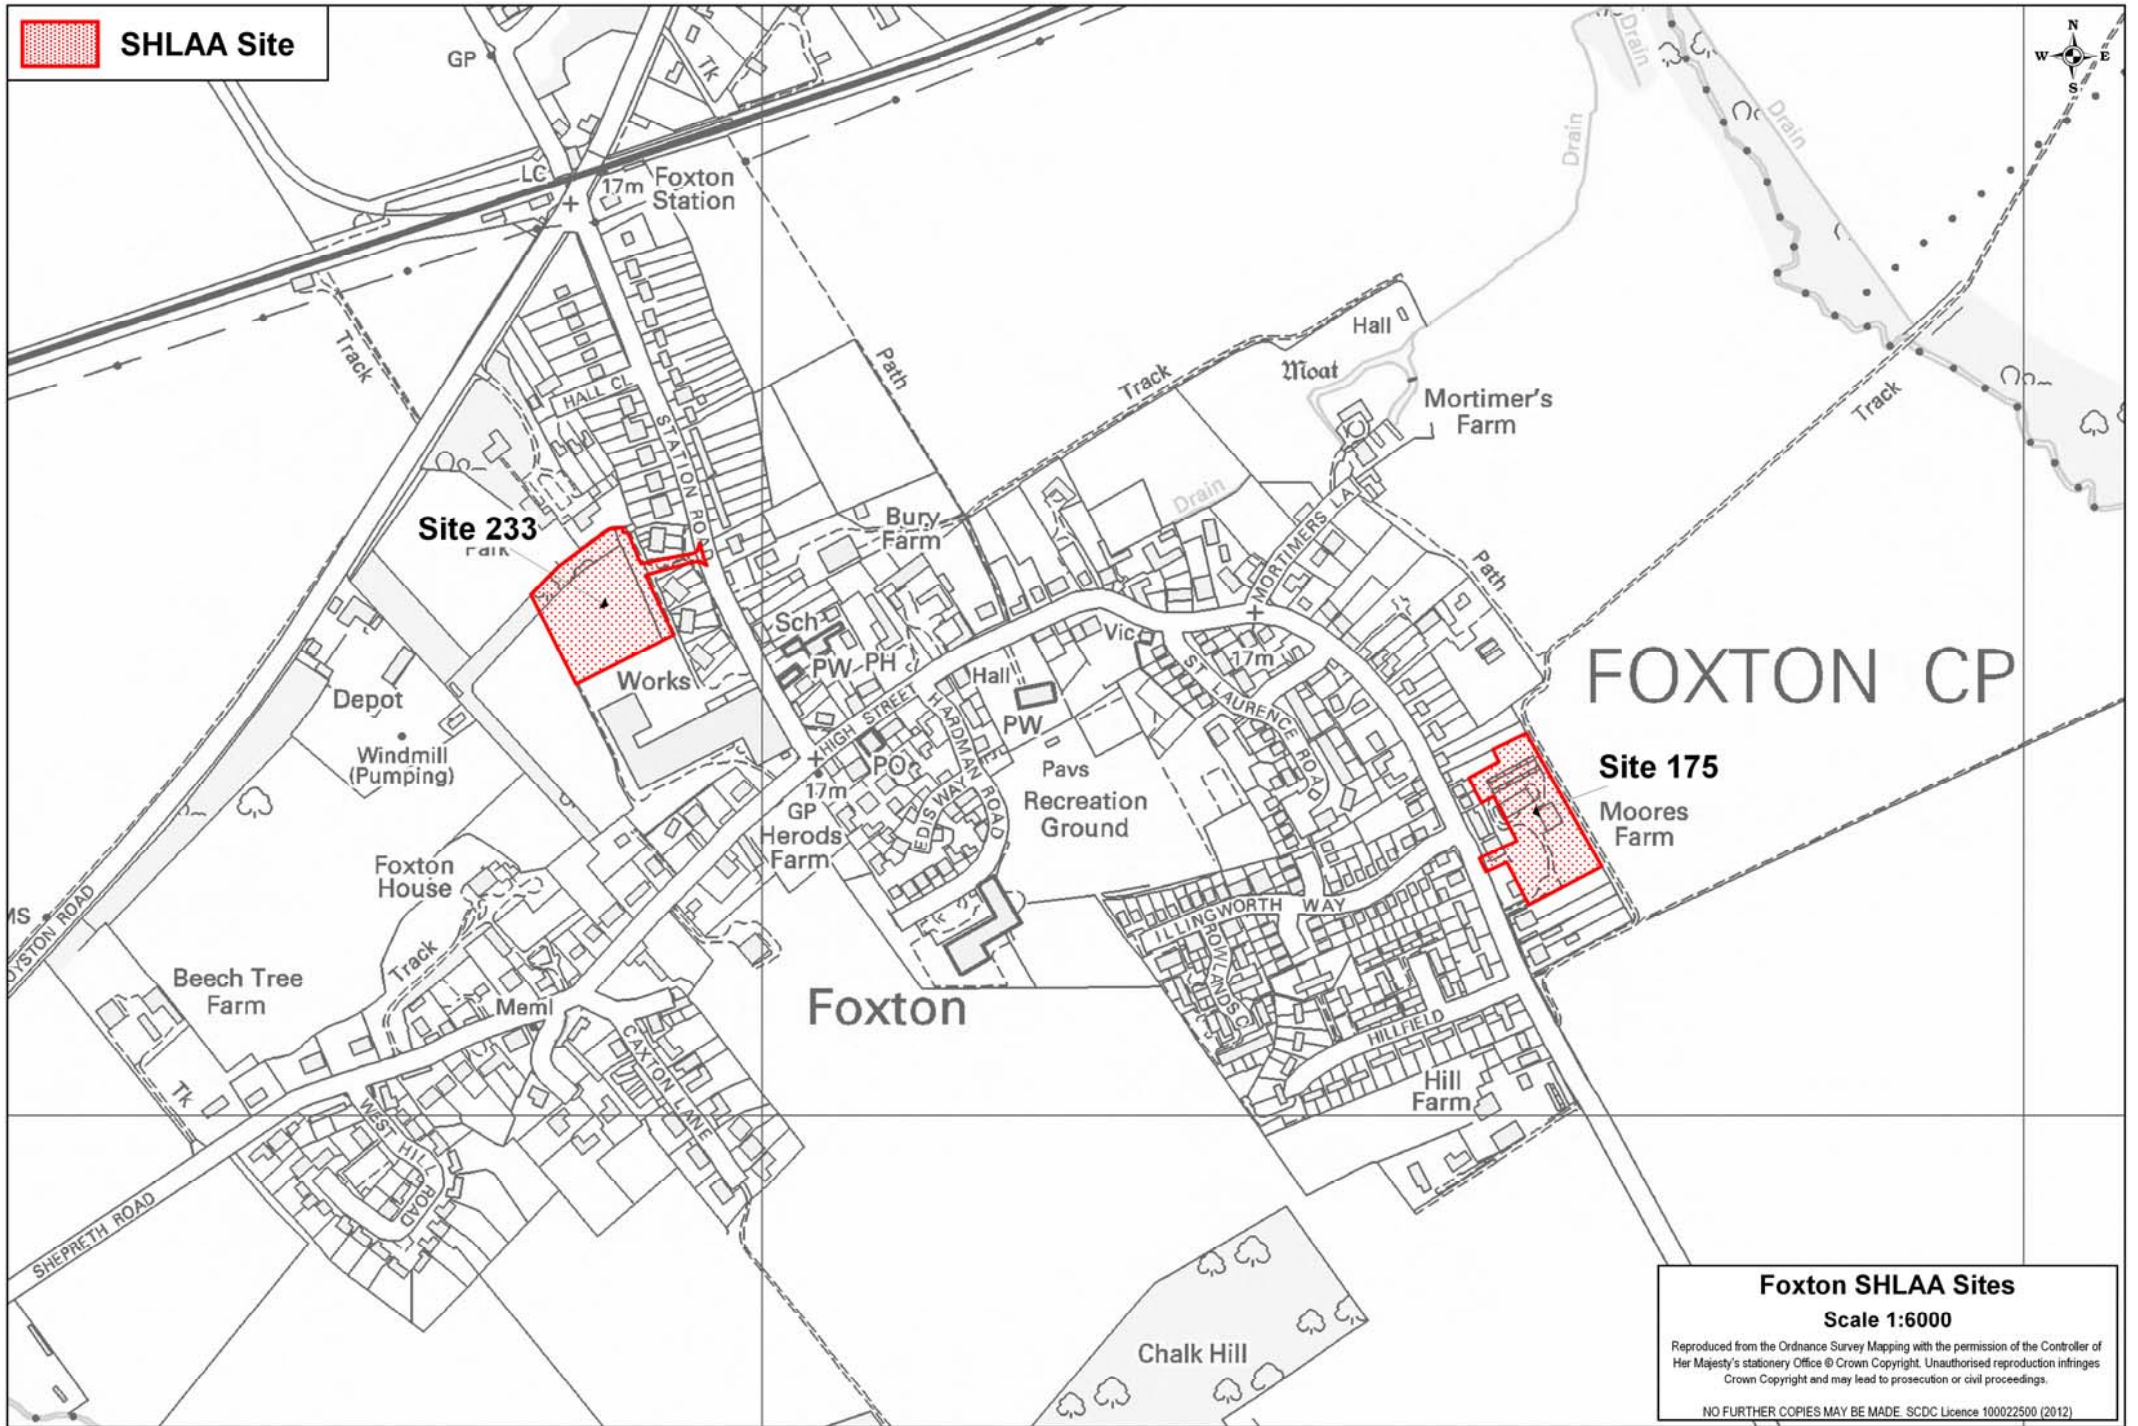 SHLAA Site
GP
Tk
Drain
Drain
Drain
N
W E
S
LC
17m
Foxton
Station
Track
Path
Track
Hall
Moat
Mortimer's
Farm
Track
HALL CL
STATION ROAD
Drain
MORTIMERS LA
Path
Site 233
Park
Bury
Farm
Sch
PW
PH
Vic
17m
ST LAURENCE ROAD
FOXTON CP
Works
Depot
Windmill
(Pumping)
HIGH STREET
Hall
PW
HARDMAN ROAD
PO
EDIS WAY
Pavs
Recreation
Ground
17m
GP
Herods
Farm
Site 175
Moores
Farm
Foxton
House
MS
ROYSTON ROAD
Track
Beech Tree
Farm
Meml
Foxton
ILLINGWORTH WAY
ROWLANDS C
HILLFIELD
Hill
Farm
CAXTON LANE
Tk
WEST HILL ROAD
SHEPRETH ROAD
Chalk Hill
Foxton SHLAA Sites
Scale 1:6000
Reproduced from the Ordnance Survey Mapping with the permission of the Controller of
Her Majesty's stationery Office © Crown Copyright. Unauthorised reproduction infringes
Crown Copyright and may lead to prosecution or civil proceedings.
NO FURTHER COPIES MAY BE MADE. SCDC Licence 100022500 (2012)